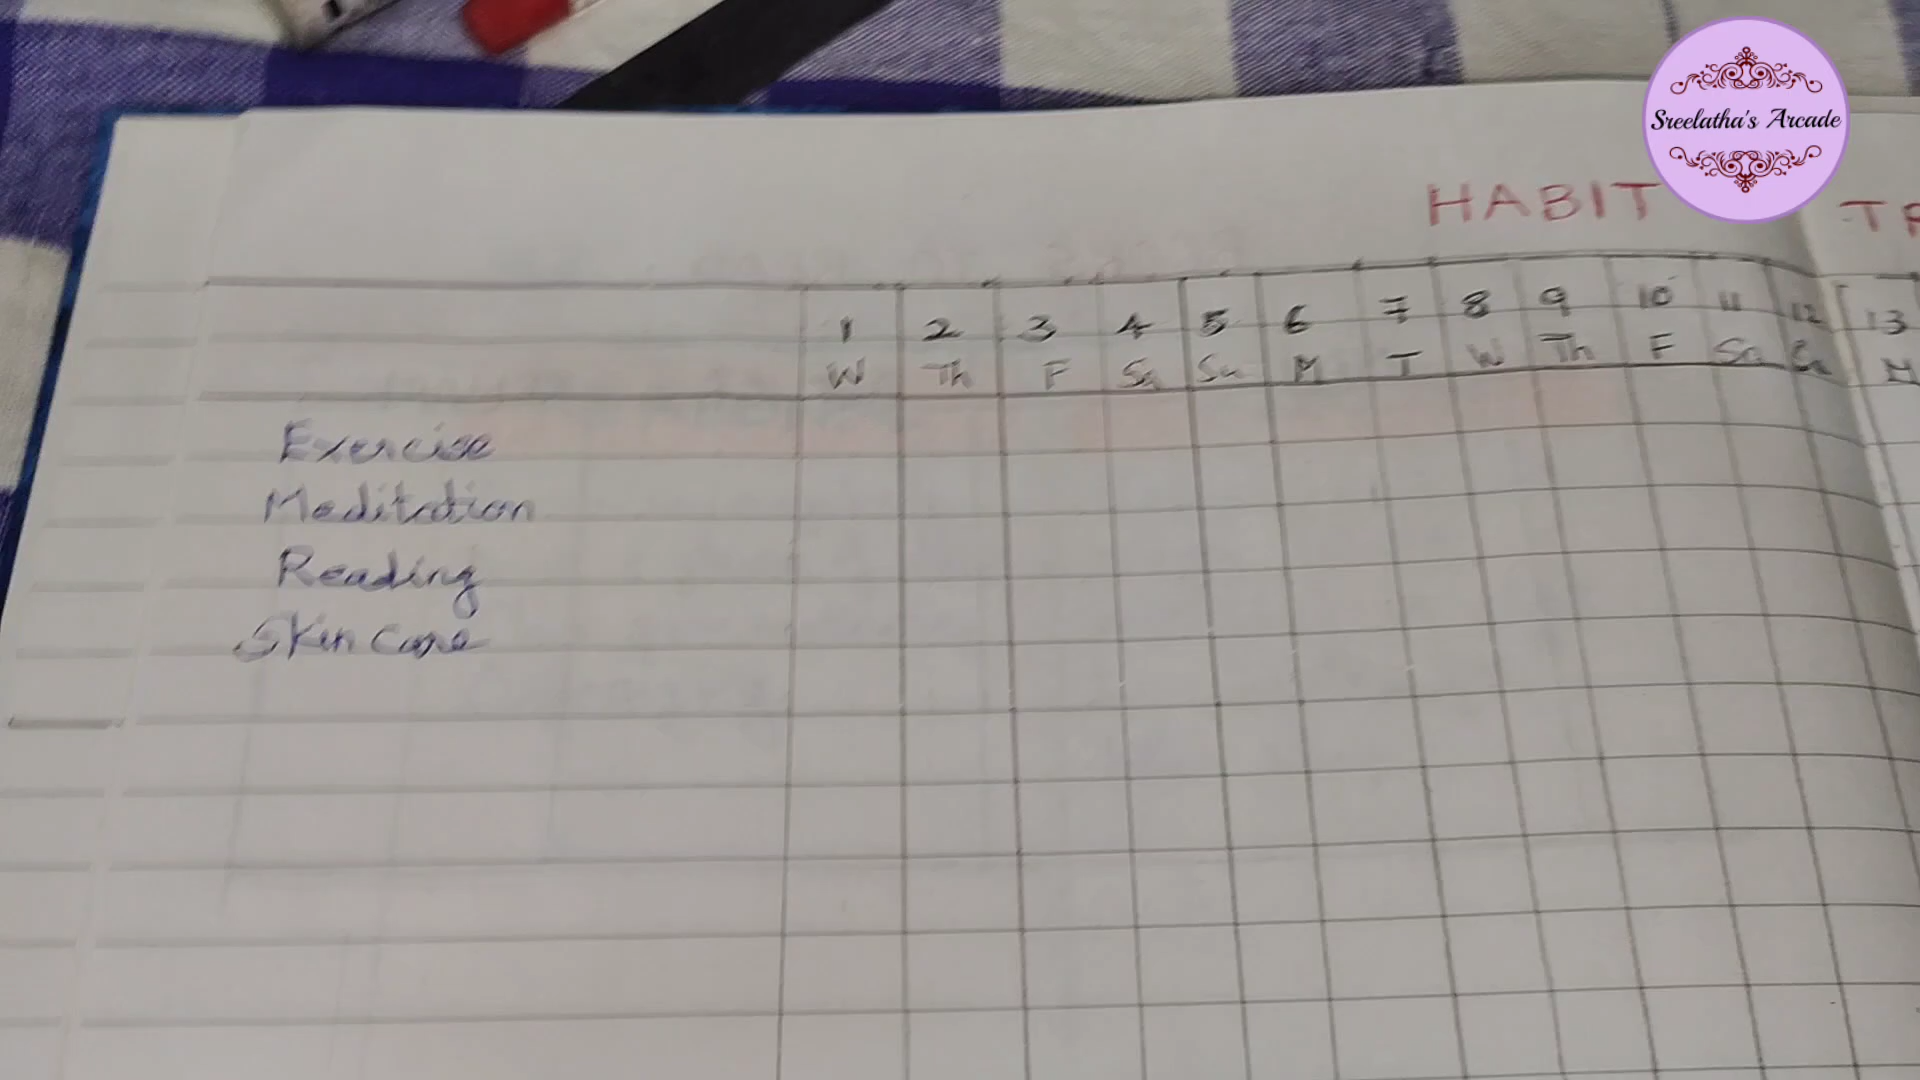 Sreelatha's Arcade
HABIT TR
1 2 3 4 5 6 7 8 9 10 11 12 13
W Th F Sa Su M T W Th F Sa Su M
Exercise
Meditation
Reading
Skin care